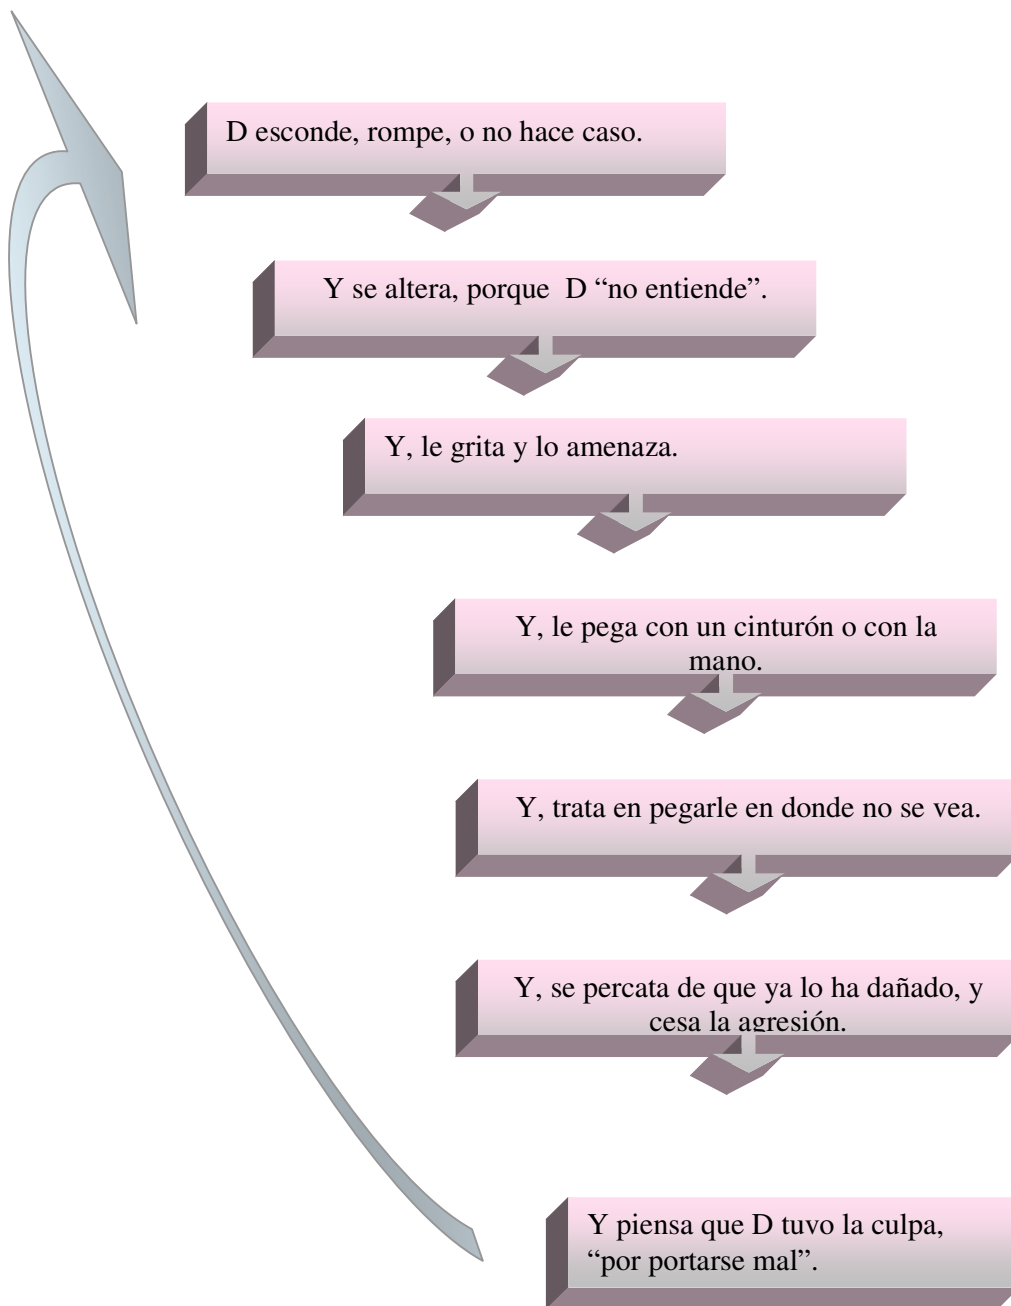 D esconde, rompe, o no hace caso.
Y se altera, porque  D “no entiende”.
Y, le grita y lo amenaza.
Y, le pega con un cinturón o con la
mano.
Y, trata en pegarle en donde no se vea.
Y, se percata de que ya lo ha dañado, y
cesa la agresión.
Y piensa que D tuvo la culpa,
“por portarse mal”.